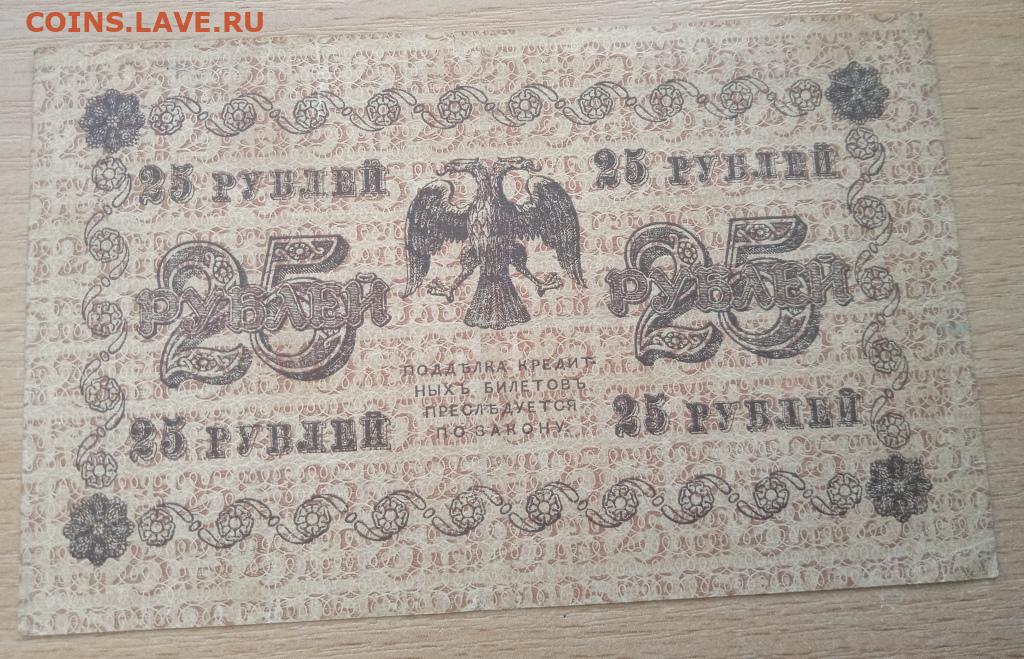 COINS.LAVE.RU
25 РУБЛЕЙ
25 РУБЛЕЙ
25 РУБЛЕЙ
25 РУБЛЕЙ
ПОДДѢЛКА КРЕДИТ-
НЫХЪ БИЛЕТОВЪ
ПРЕСЛѢДУЕТСЯ
ПО ЗАКОНУ.
25 РУБЛЕЙ
25 РУБЛЕЙ